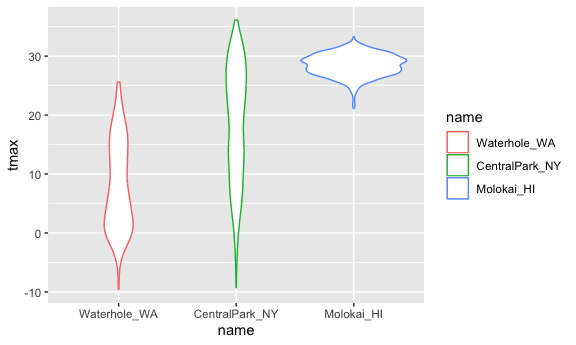 tmax
30
20
10
0
-10
Waterhole_WA CentralPark_NY Molokai_HI
name
name
Waterhole_WA
CentralPark_NY
Molokai_HI